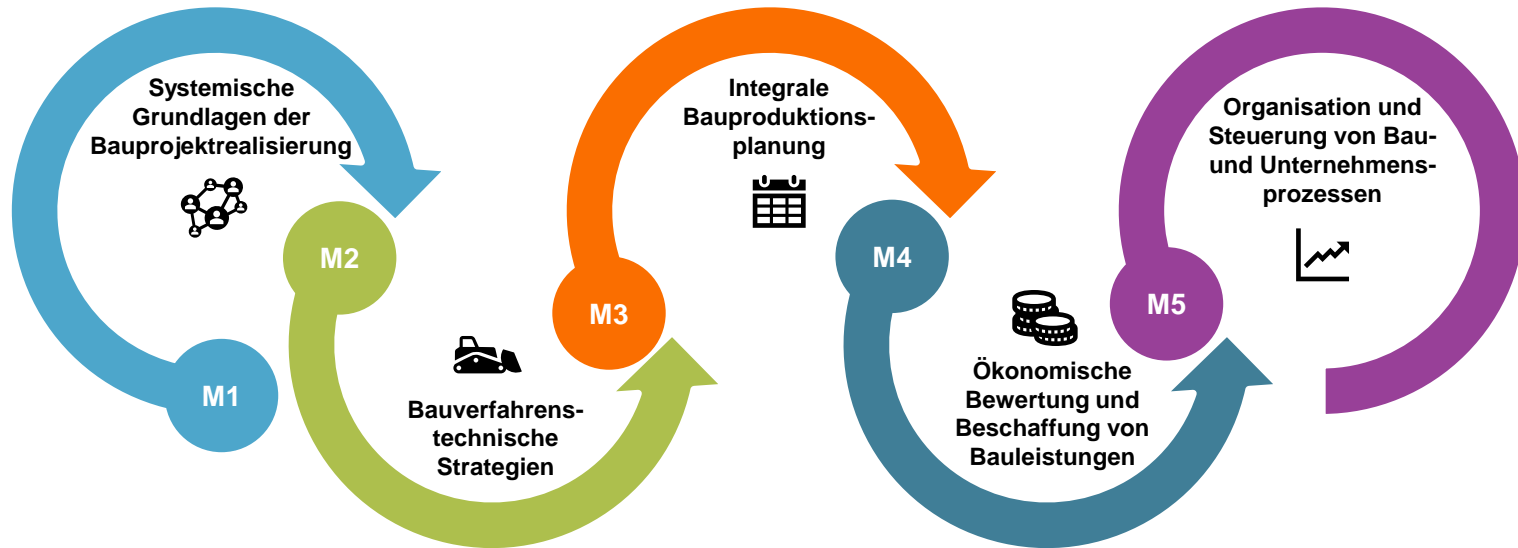 Systemische
Grundlagen der
Bauprojektrealisierung
M1
M2
Bauverfahrens-
technische
Strategien
Integrale
Bauproduktions-
planung
M3
M4
Ökonomische
Bewertung und
Beschaffung von
Bauleistungen
Organisation und
Steuerung von Bau-
und Unternehmens-
prozessen
M5